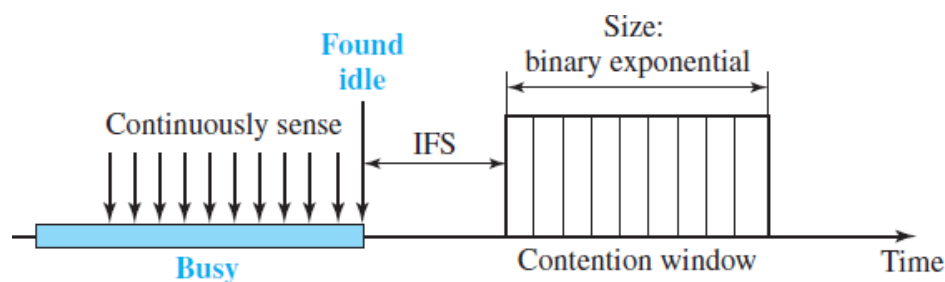 Size:
binary exponential
Found
idle
Continuously sense
IFS
Contention window
Busy
Time